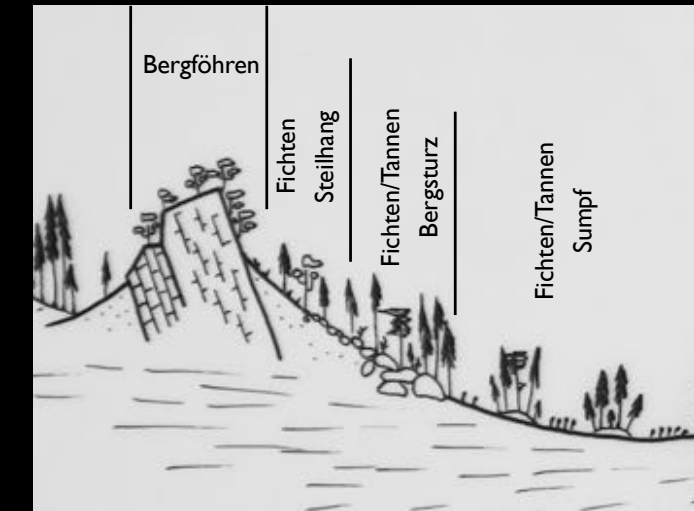 Bergföhren
Fichten
Steilhang
Fichten/Tannen
Bergsturz
Fichten/Tannen
Sumpf